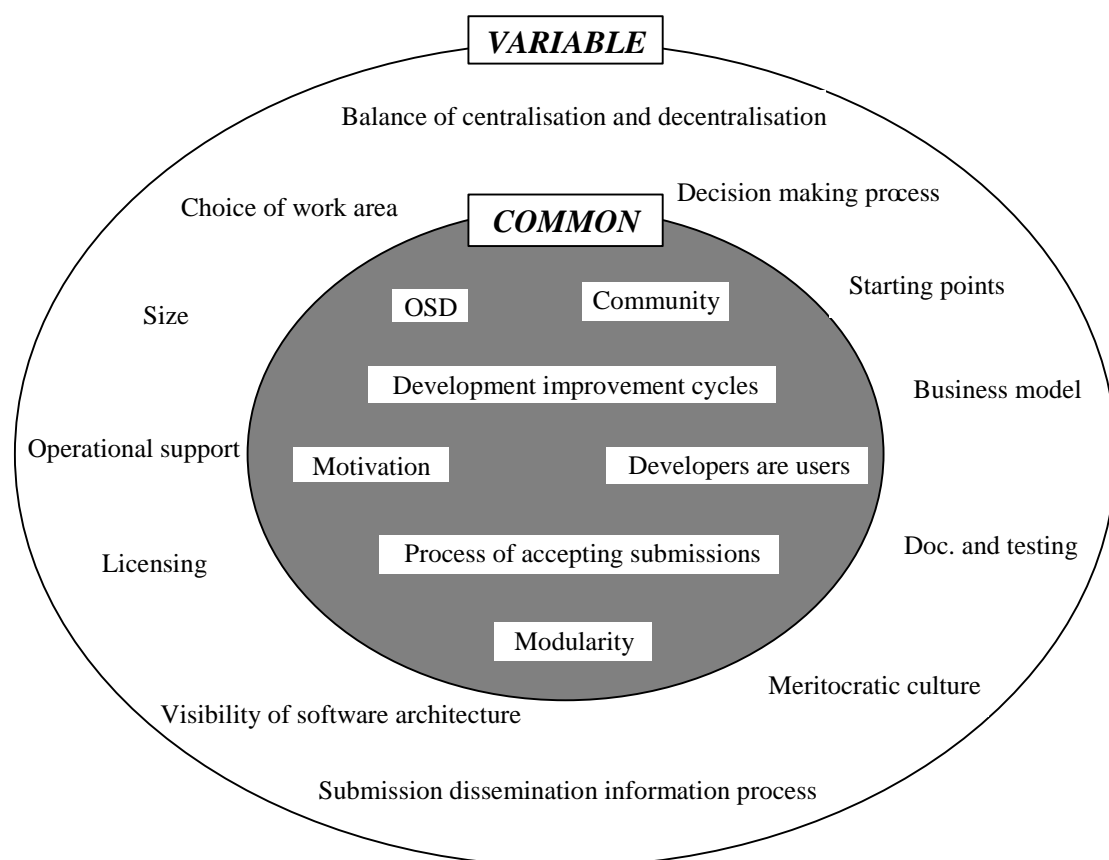 VARIABLE
Balance of centralisation and decentralisation
Choice of work area
Decision making process
COMMON
Size
OSD
Community
Starting points
Development improvement cycles
Business model
Operational support
Motivation
Developers are users
Licensing
Process of accepting submissions
Doc. and testing
Modularity
Visibility of software architecture
Meritocratic culture
Submission dissemination information process